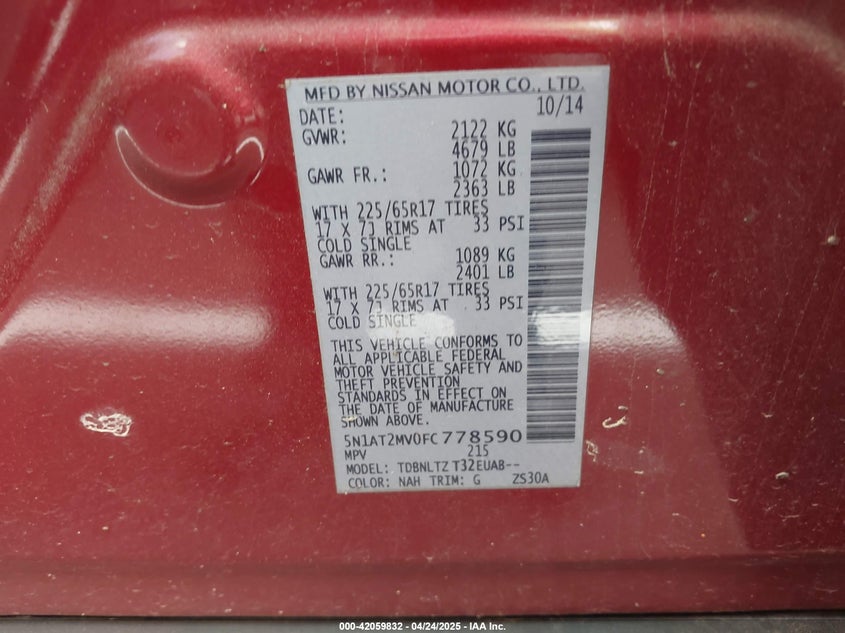 MFD BY NISSAN MOTOR CO., LTD.
DATE: 10/14
GVWR: 2122 KG
4679 LB
GAWR FR.: 1072 KG
2363 LB
WITH 225/65R17 TIRES
17 X 7J RIMS AT 33 PSI
COLD SINGLE
GAWR RR.: 1089 KG
2401 LB
WITH 225/65R17 TIRES
17 X 7J RIMS AT 33 PSI
COLD SINGLE
THIS VEHICLE CONFORMS TO
ALL APPLICABLE FEDERAL
MOTOR VEHICLE SAFETY AND
THEFT PREVENTION
STANDARDS IN EFFECT ON
THE DATE OF MANUFACTURE
SHOWN ABOVE.
5N1AT2MV0FC778590
MPV 215
MODEL: TDBNLTZ T32EUAB--
COLOR: NAH TRIM: G ZS30A
000-42059832 - 04/24/2025 - IAA Inc.